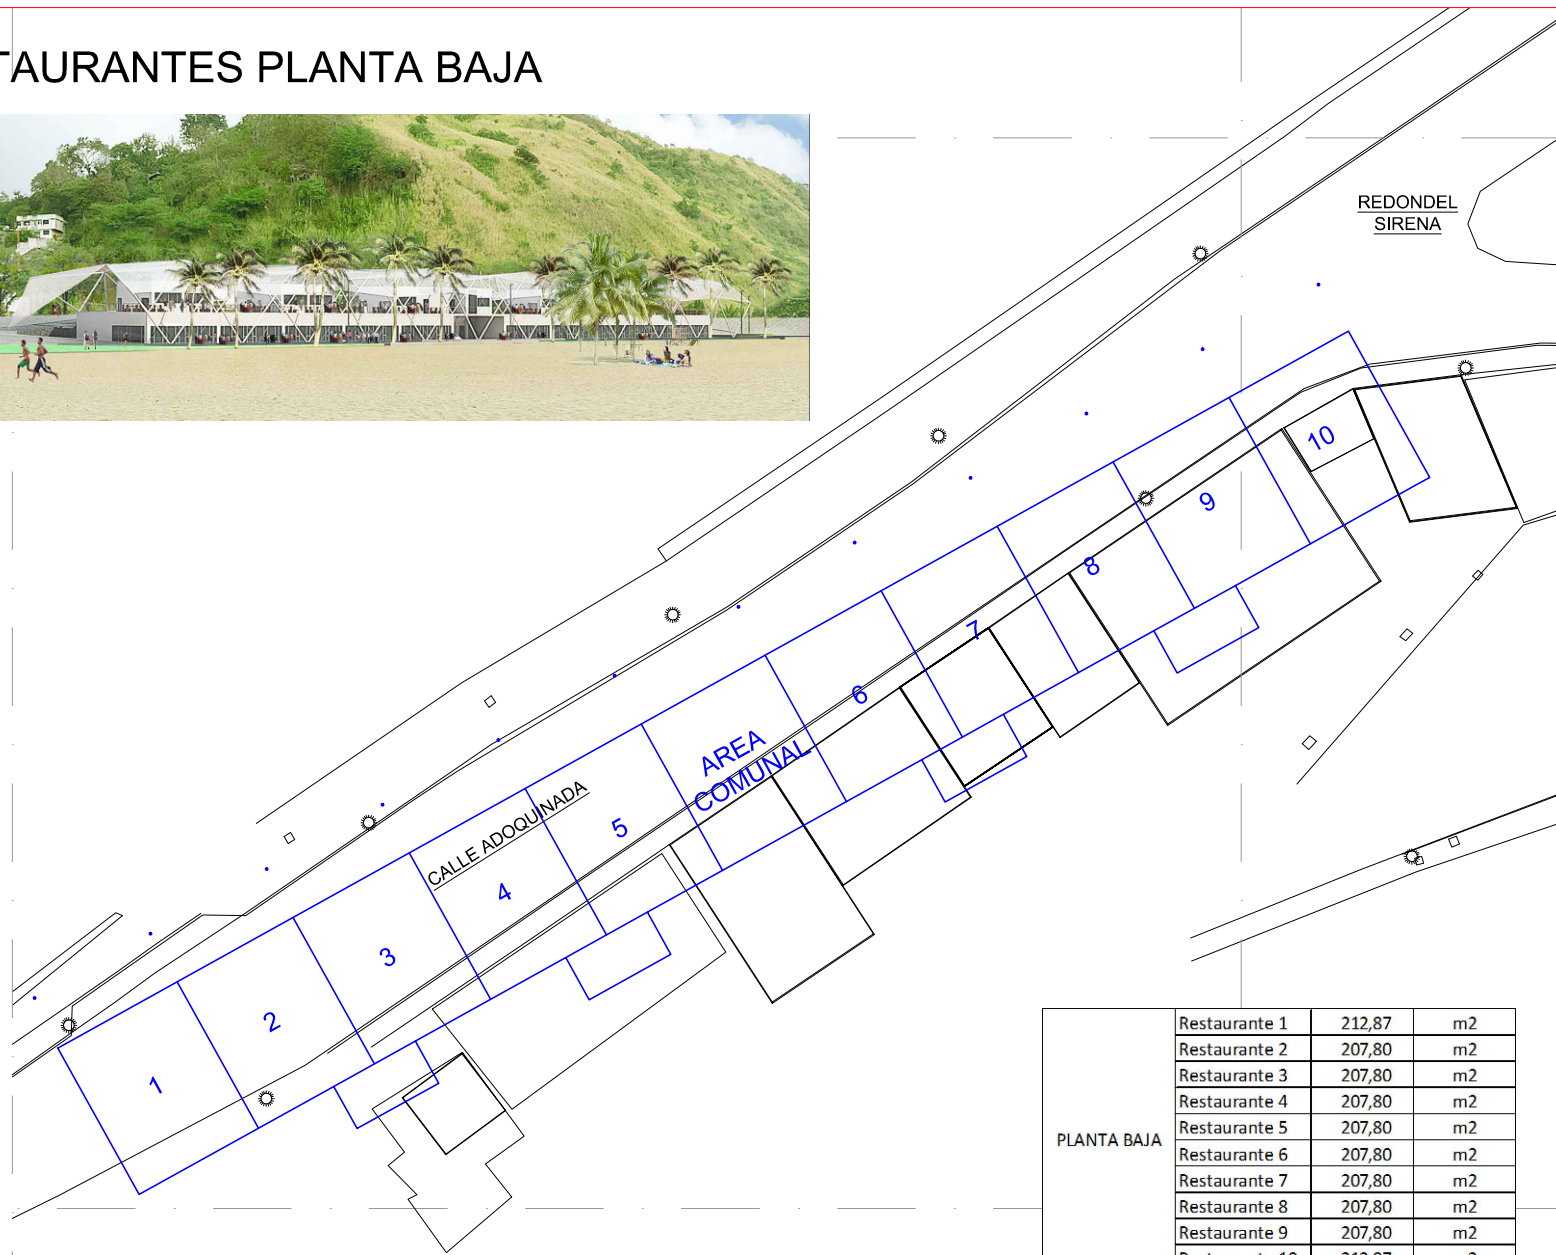 TAURANTES PLANTA BAJA
REDONDEL
SIRENA
10
9
8
7
6
AREA
COMUNAL
CALLE ADOQUINADA
5
4
3
2
1
PLANTA BAJA
Restaurante 1 212,87 m2
Restaurante 2 207,80 m2
Restaurante 3 207,80 m2
Restaurante 4 207,80 m2
Restaurante 5 207,80 m2
Restaurante 6 207,80 m2
Restaurante 7 207,80 m2
Restaurante 8 207,80 m2
Restaurante 9 207,80 m2